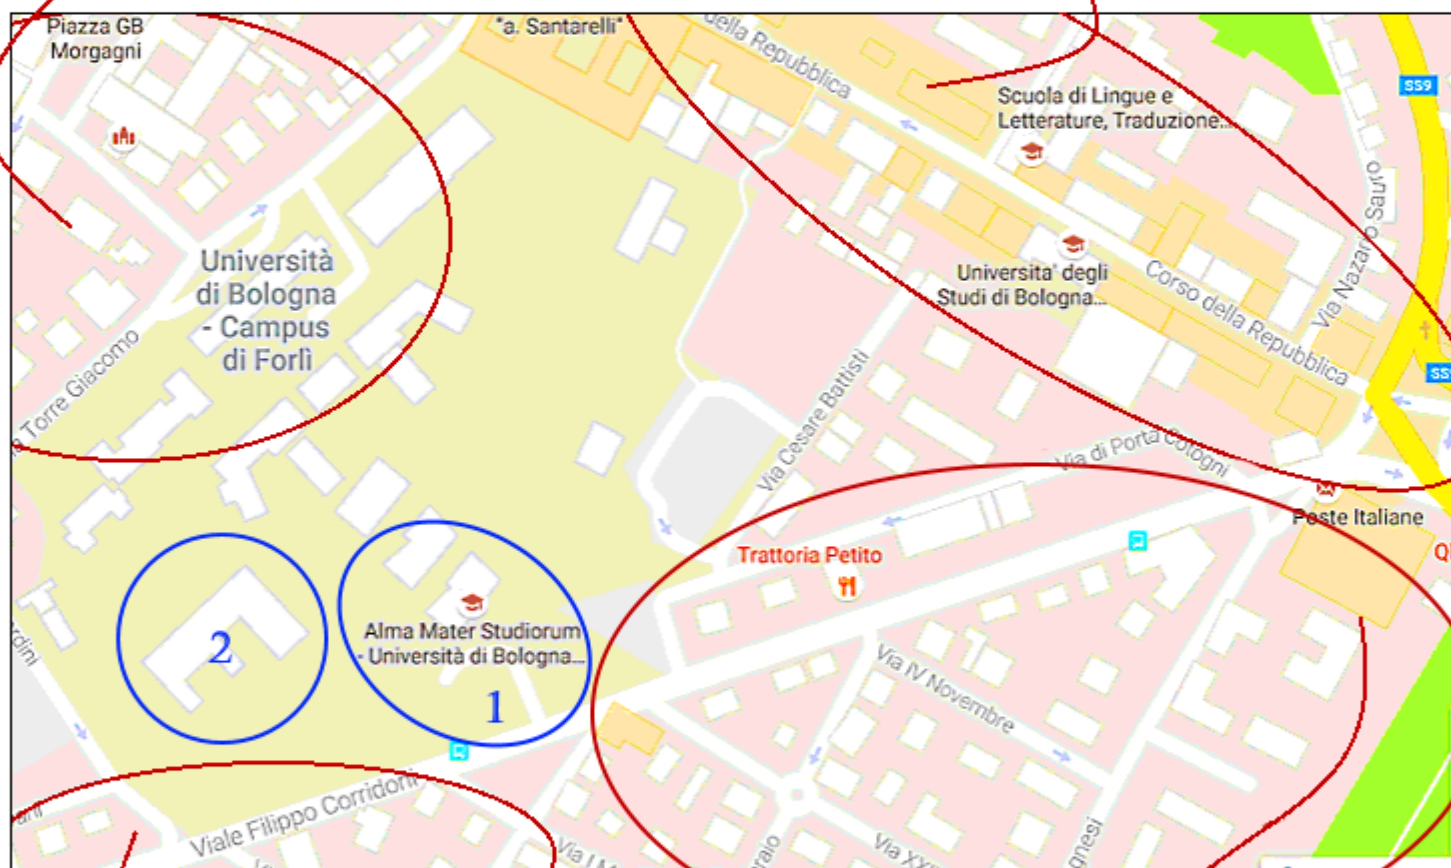 Piazza GB
Morgagni
"a. Santarelli"
della Repubblica
SS9
Scuola di Lingue e
Letterature, Traduzione...
Via Nazario Sauro
Università
di Bologna
- Campus
di Forlì
Universita' degli
Studi di Bologna...
Corso della Repubblica
Torre Giacomo
Via Cesare Battisti
Via di Porta Cotogni
Poste Italiane
Trattoria Petito
Alma Mater Studiorum
- Università di Bologna...
1
2
Via IV Novembre
Viale Filippo Corridoni